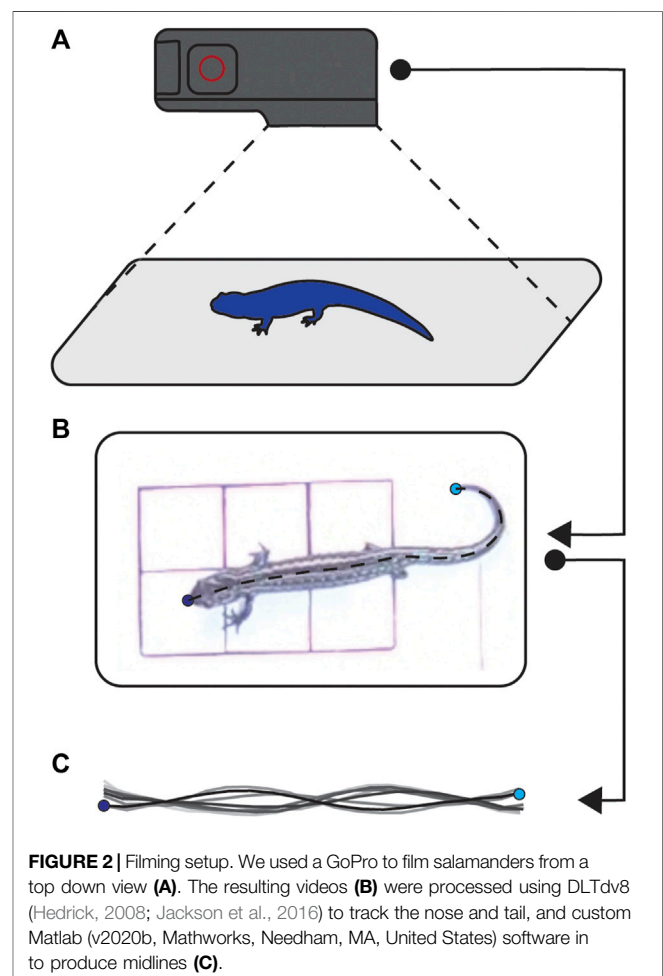 A
B
C
FIGURE 2 | Filming setup. We used a GoPro to film salamanders from a
top down view (A). The resulting videos (B) were processed using DLTdv8
(Hedrick, 2008; Jackson et al., 2016) to track the nose and tail, and custom
Matlab (v2020b, Mathworks, Needham, MA, United States) software in
to produce midlines (C).